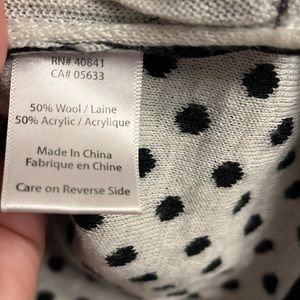 RN# 40841
CA# 05633
50% Wool / Laine
50% Acrylic / Acrylique
Made In China
Fabrique en Chine
Care on Reverse Side